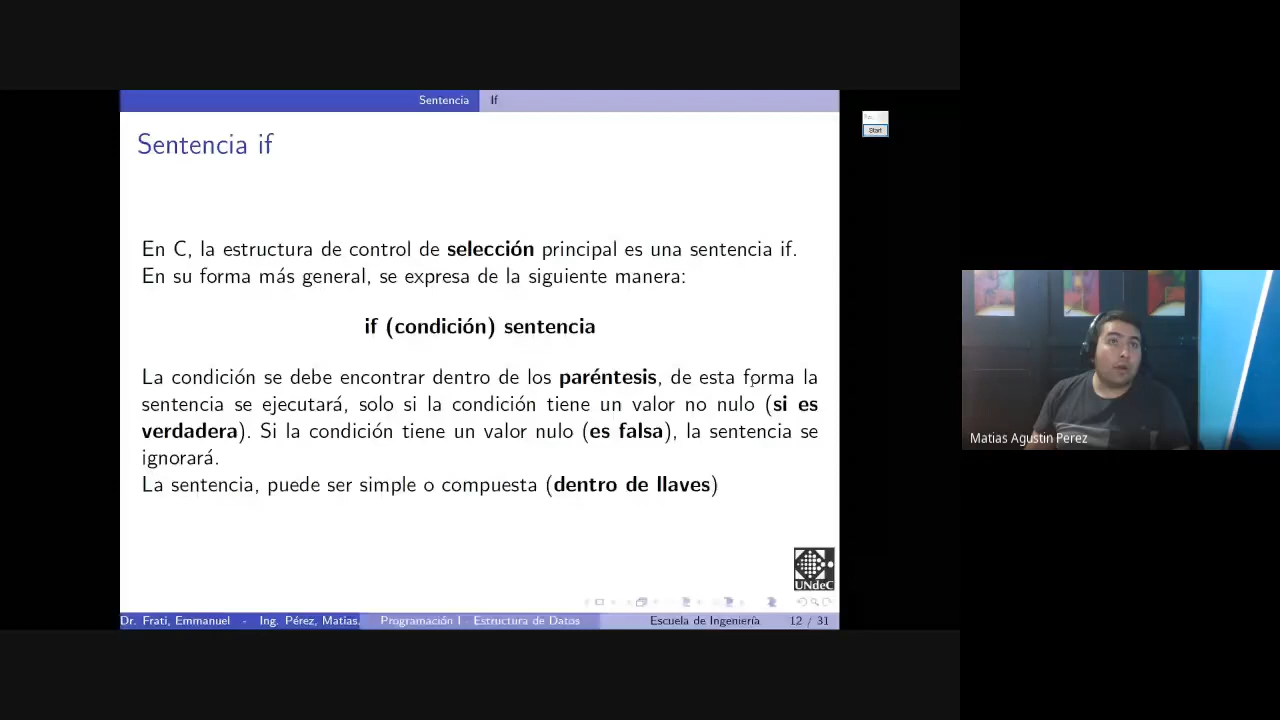 Sentencia If
Sentencia if
En C, la estructura de control de selección principal es una sentencia if.
En su forma más general, se expresa de la siguiente manera:
if (condición) sentencia
La condición se debe encontrar dentro de los paréntesis, de esta forma la
sentencia se ejecutará, solo si la condición tiene un valor no nulo (si es
verdadera). Si la condición tiene un valor nulo (es falsa), la sentencia se
ignorará.
La sentencia, puede ser simple o compuesta (dentro de llaves)
UNdeC
Dr. Frati, Emmanuel - Ing. Pérez, Matias. Programación I - Estructura de Datos Escuela de Ingeniería 12 / 31
Start
Matias Agustin Perez